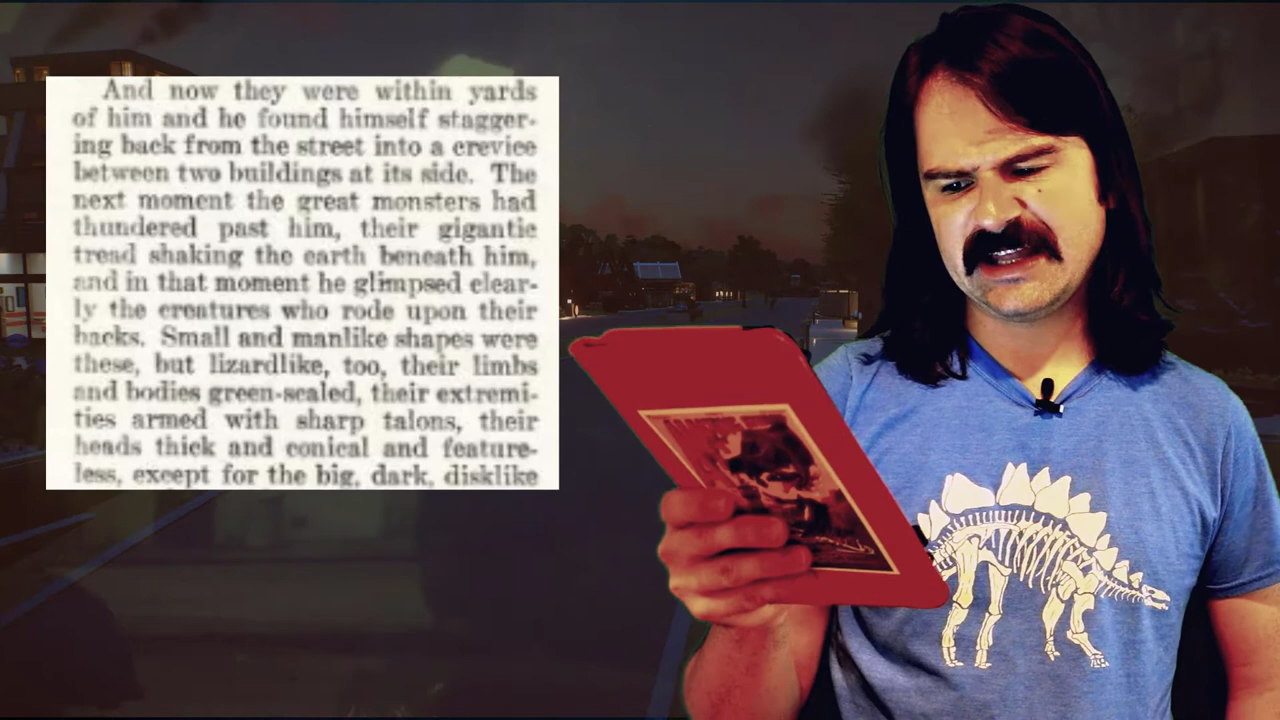 And now they were within yards
of him and he found himself stagger-
ing back from the street into a crevice
between two buildings at its side. The
next moment the great monsters had
thundered past him, their gigantic
tread shaking the earth beneath him,
and in that moment he glimpsed clear-
ly the creatures who rode upon their
backs. Small and manlike shapes were
these, but lizardlike, too, their limbs
and bodies green-scaled, their extremi-
ties armed with sharp talons, their
heads thick and conical and feature-
less, except for the big, dark, disklike